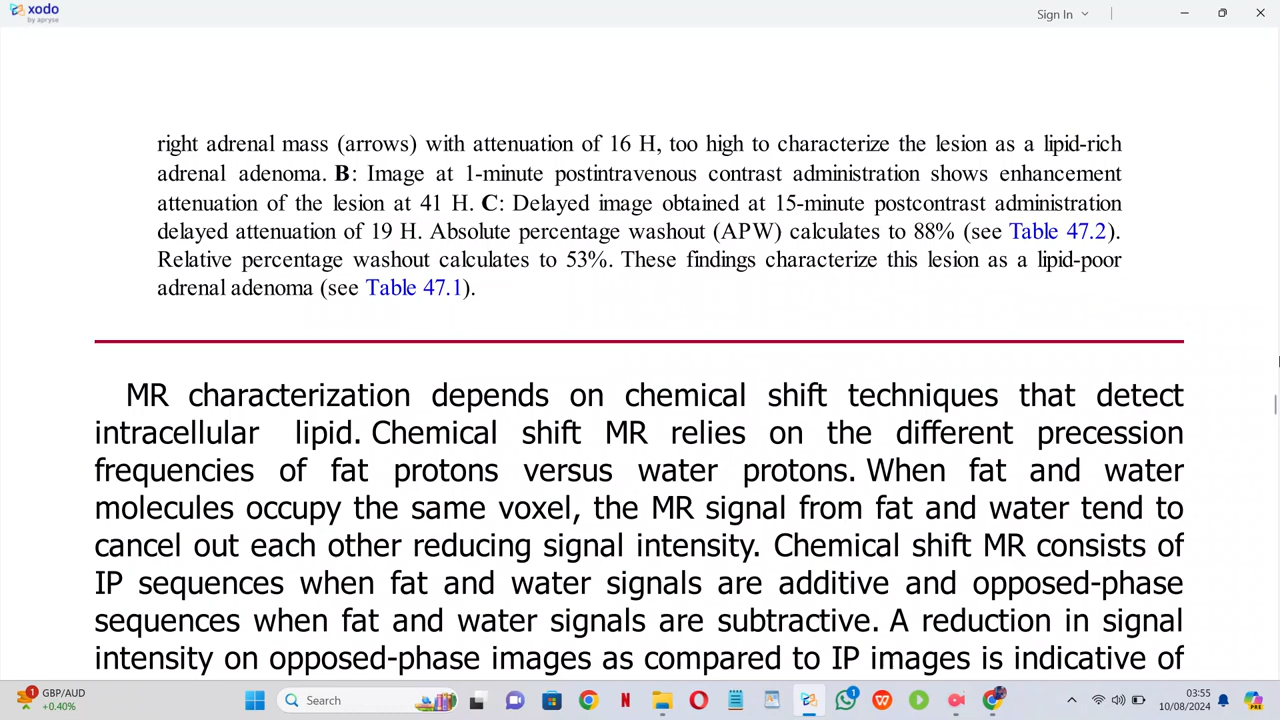 xodo
by apryse
Sign In
right adrenal mass (arrows) with attenuation of 16 H, too high to characterize the lesion as a lipid-rich
adrenal adenoma. B: Image at 1-minute postintravenous contrast administration shows enhancement
attenuation of the lesion at 41 H. C: Delayed image obtained at 15-minute postcontrast administration
delayed attenuation of 19 H. Absolute percentage washout (APW) calculates to 88% (see Table 47.2).
Relative percentage washout calculates to 53%. These findings characterize this lesion as a lipid-poor
adrenal adenoma (see Table 47.1).
MR characterization depends on chemical shift techniques that detect
intracellular lipid. Chemical shift MR relies on the different precession
frequencies of fat protons versus water protons. When fat and water
molecules occupy the same voxel, the MR signal from fat and water tend to
cancel out each other reducing signal intensity. Chemical shift MR consists of
IP sequences when fat and water signals are additive and opposed-phase
sequences when fat and water signals are subtractive. A reduction in signal
intensity on opposed-phase images as compared to IP images is indicative of
1
GBP/AUD
+0.40%
Search
1
03:55
10/08/2024